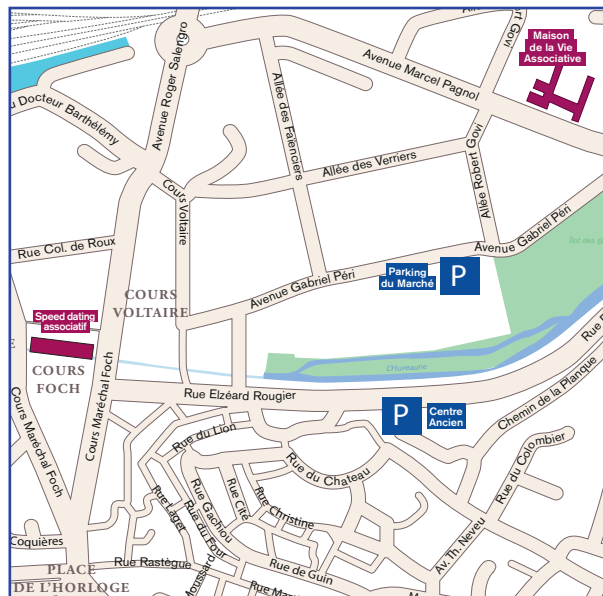 rt Govi
Maison
de la Vie
Associative
Avenue Roger Salengro
Avenue Marcel Pagnol
u Docteur Barthélémy
Allée des Faïenciers
Allée des Verriers
Allée Robert Govi
Cours Voltaire
Rue Col. de Roux
Avenue Gabriel Péri
Avenue Gabriel Péri
Parking
du Marché
P
COURS
VOLTAIRE
Speed dating
associatif
E
COURS
FOCH
Cours Maréchal Foch
Cours Maréchal Foch
L'Huveaune
Rue Elzéard Rougier
P
Centre
Ancien
Chemin de la Planque
Rue du Colombier
Rue du Lion
Rue du Chateau
Rue Laget
Rue Gachiou
Rue du Four
Rue Cité
Rue Christine
Av. Th. Neveu
Coquières
Rue Rastègue
Moussard
Rue de Guin
PLACE
DE L'HORLOGE